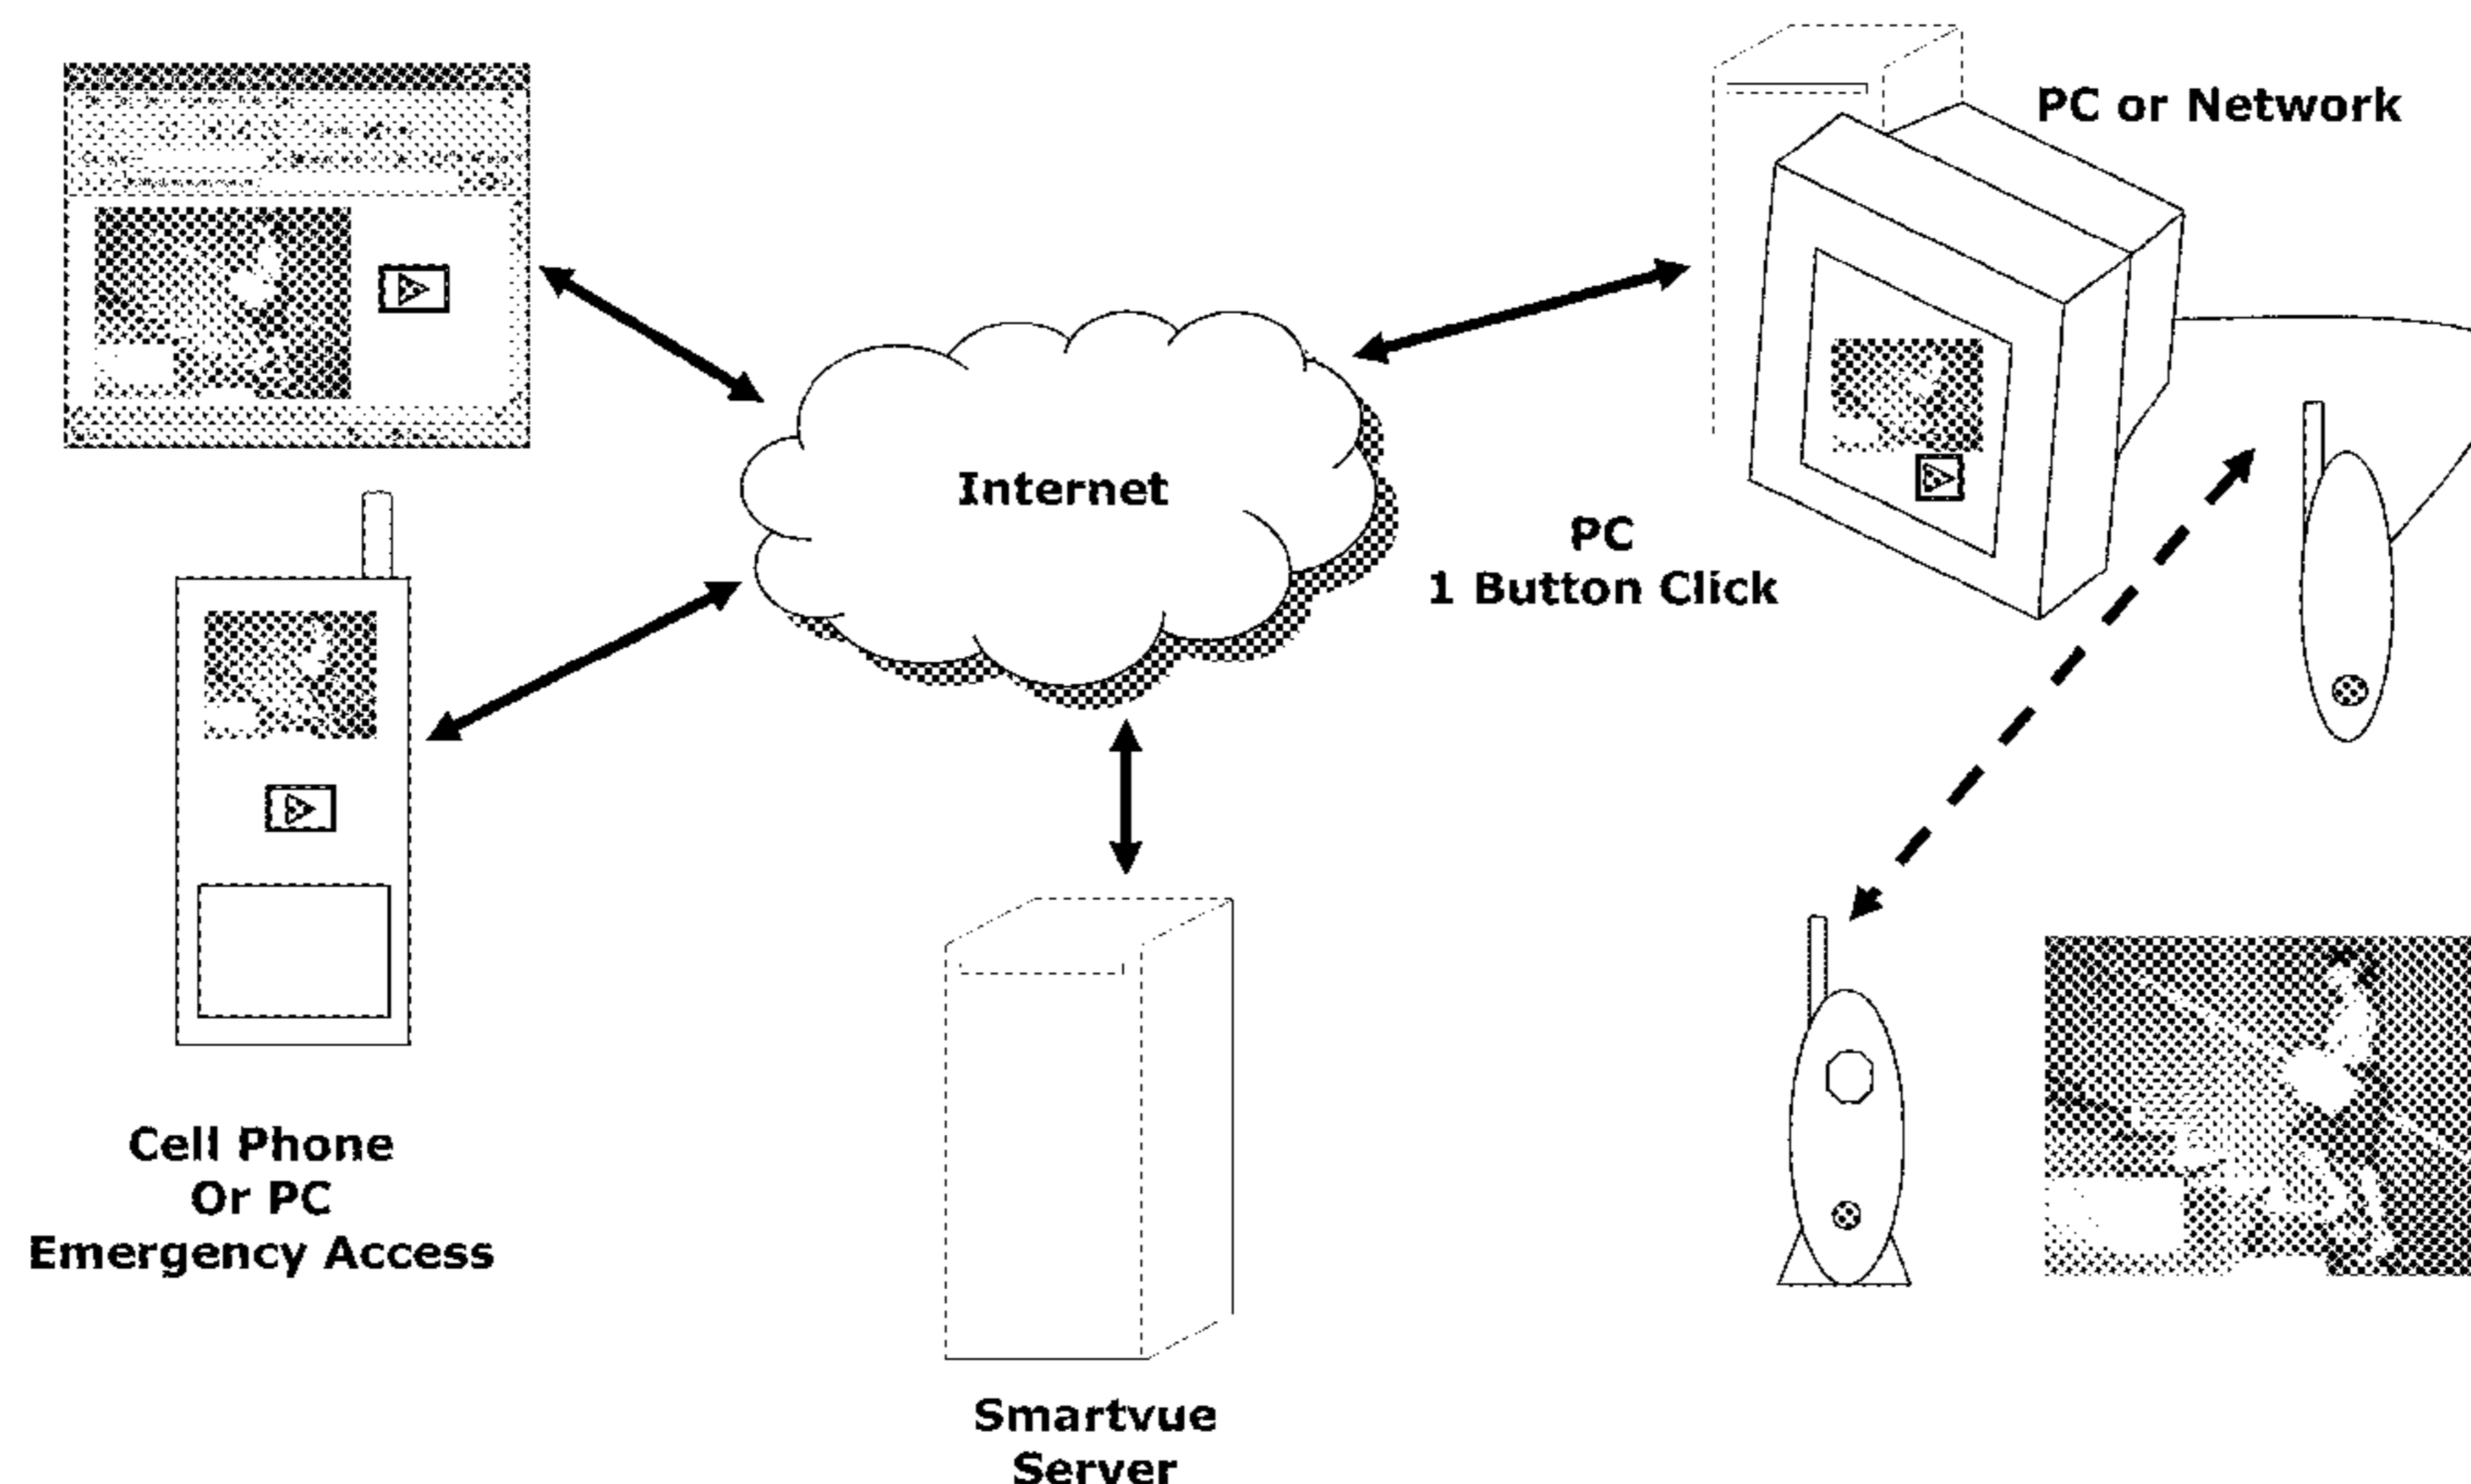 PC or Network
Internet
PC
1 Button Click
Cell Phone
Or PC
Emergency Access
Smartvue
Server